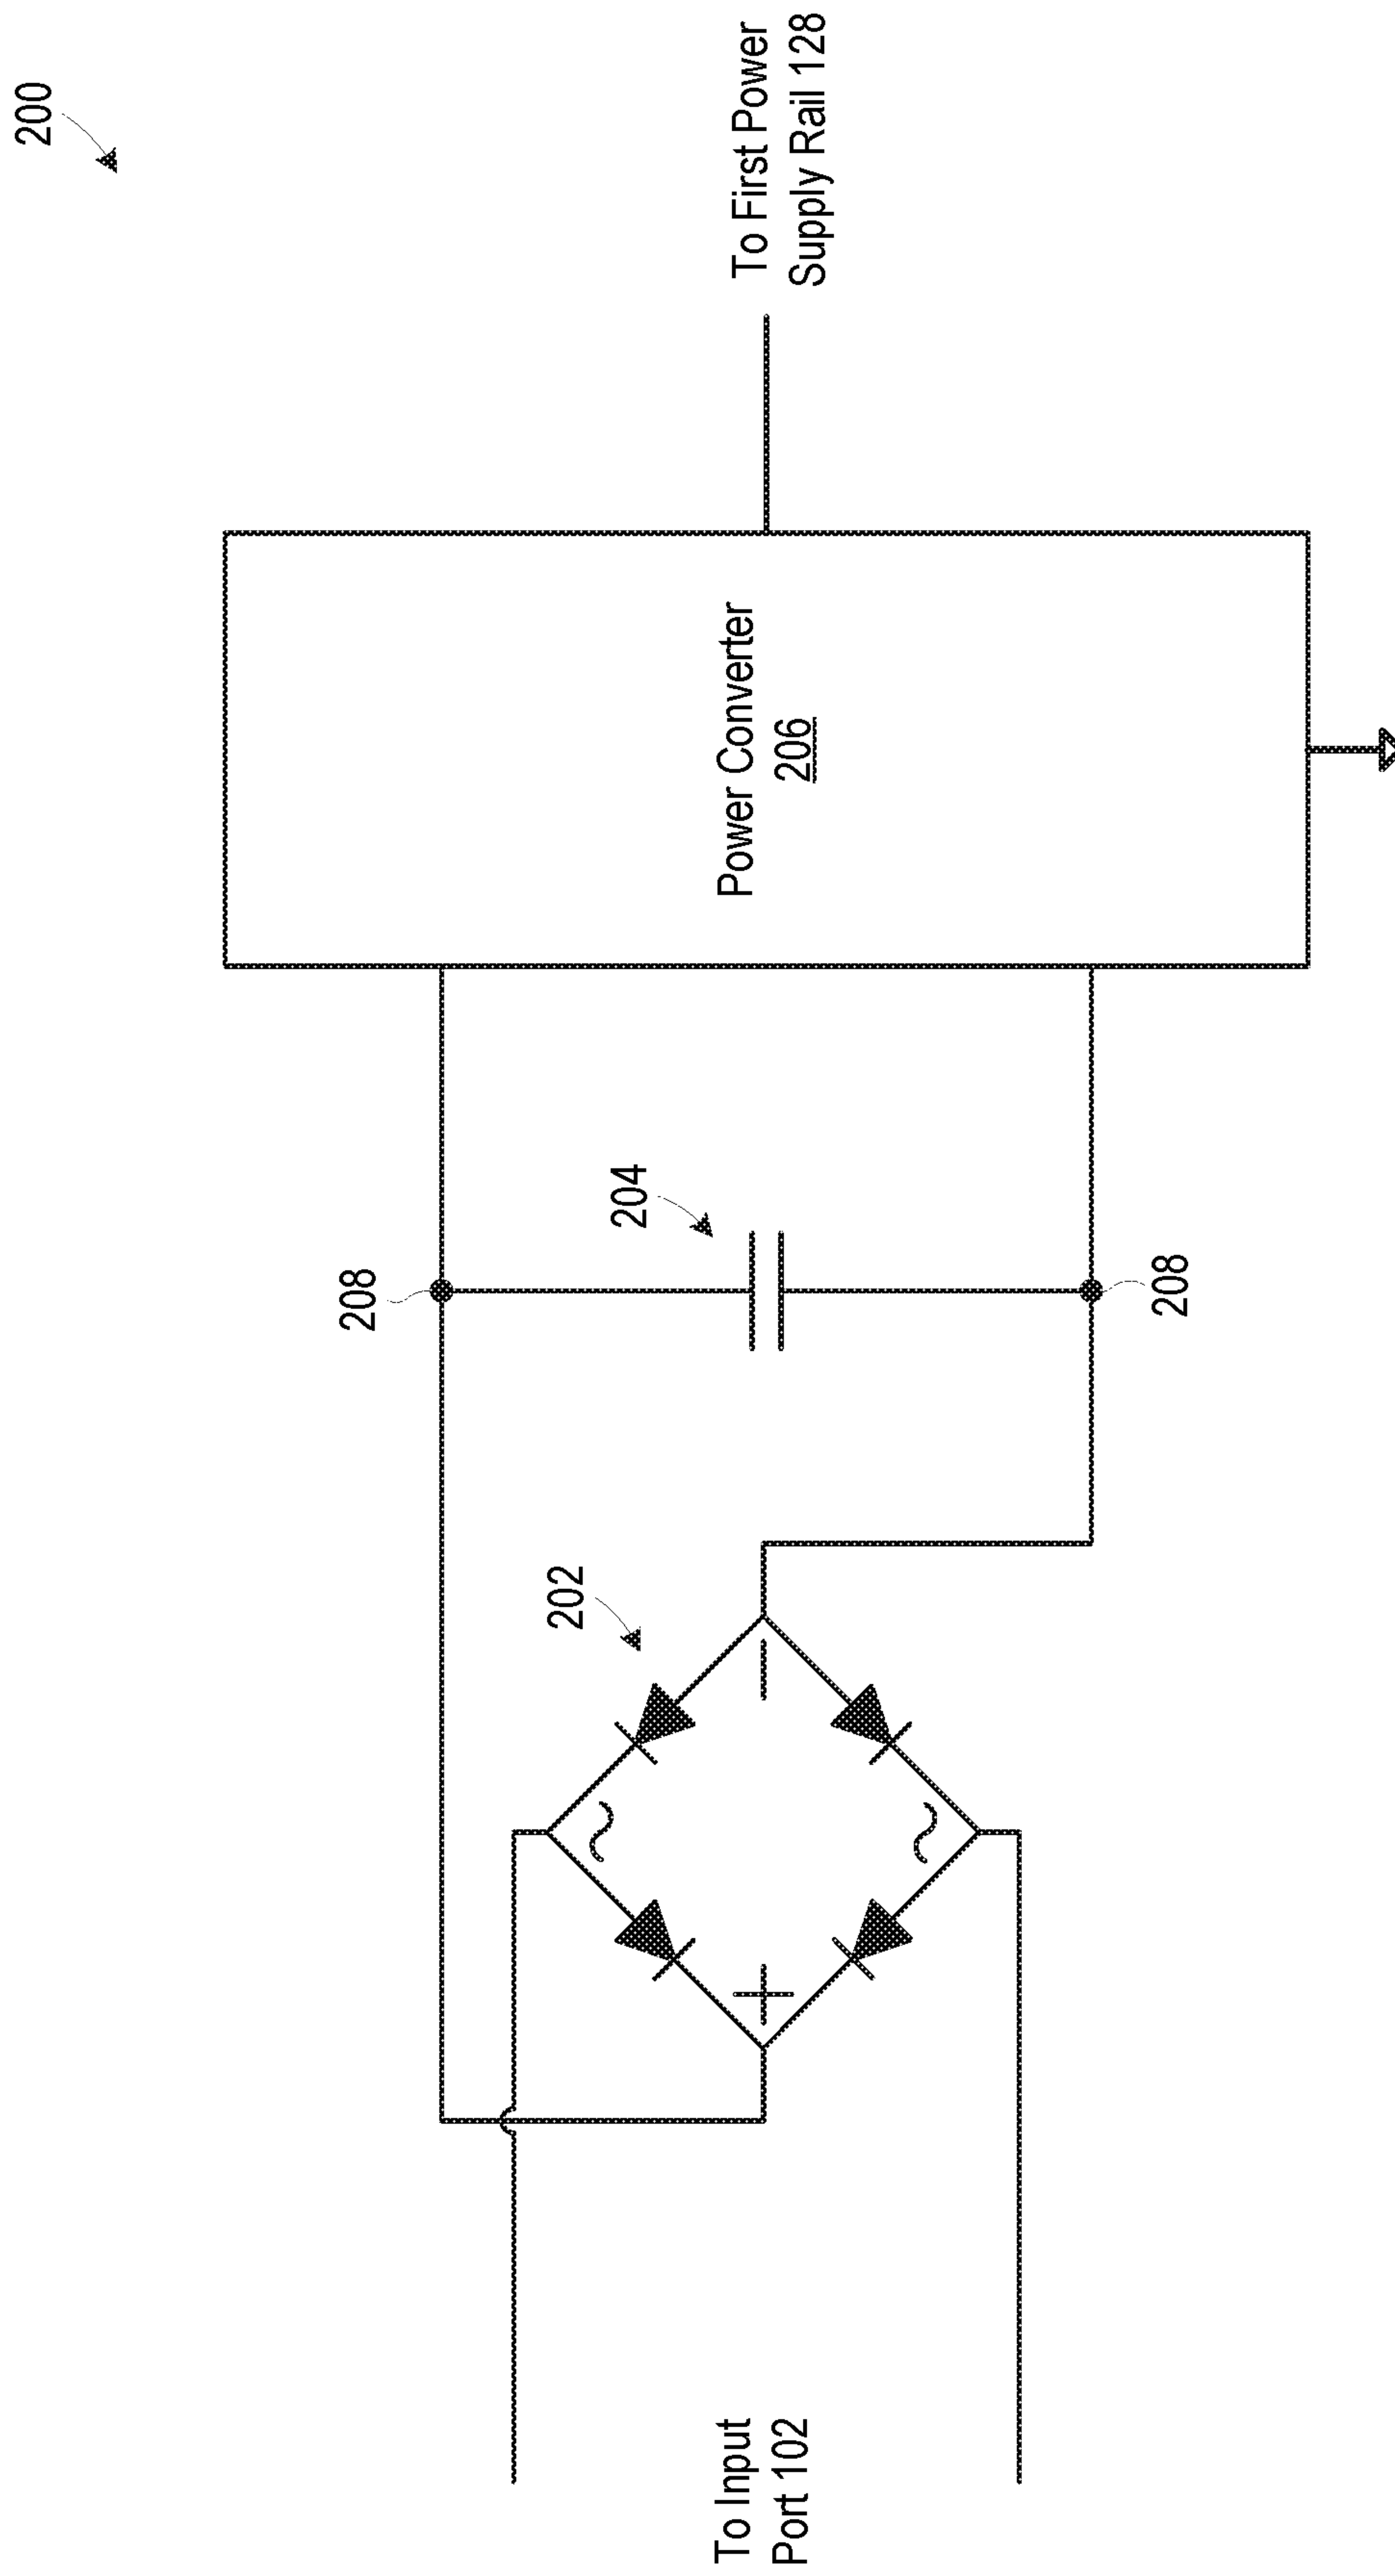 200
To Input
Port 102
202
208
204
208
Power Converter
206
To First Power
Supply Rail 128